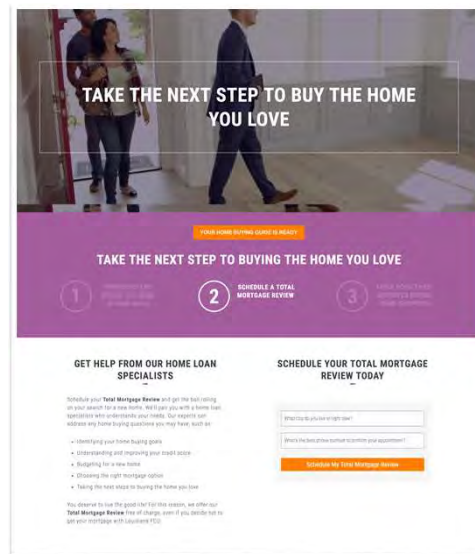 TAKE THE NEXT STEP TO BUY THE HOME
YOU LOVE
YOUR HOME BUYING GUIDE IS READY
TAKE THE NEXT STEP TO BUYING THE HOME YOU LOVE
1
2
SCHEDULE A TOTAL
MORTGAGE REVIEW
3
GET HELP FROM OUR HOME LOAN
SPECIALISTS
Schedule your Total Mortgage Review and get the ball rolling
on your search for a new home. We'll pair you with a home loan
specialists who understands your needs. Our experts can
address any home buying questions you may have, such as:
• Identifying your home buying goals
• Understanding and improving your credit score
• Budgeting for a new home
• Choosing the right mortgage option
• Taking the next steps to buying the home you love
You deserve to live the good life! For this reason, we offer our
Total Mortgage Review free of charge, even if you decide not to
get your mortgage with Louisiana FCU.
SCHEDULE YOUR TOTAL MORTGAGE
REVIEW TODAY
What city do you live in right now?
What's the best phone number to confirm your appointment?
Schedule My Total Mortgage Review